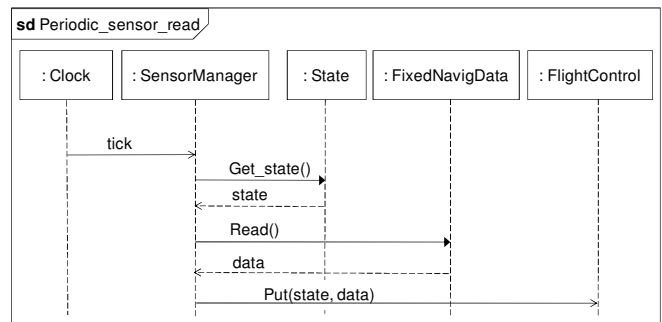 sd Periodic_sensor_read
: Clock
: SensorManager
: State
: FixedNavigData
: FlightControl
tick
Get_state()
state
Read()
data
Put(state, data)